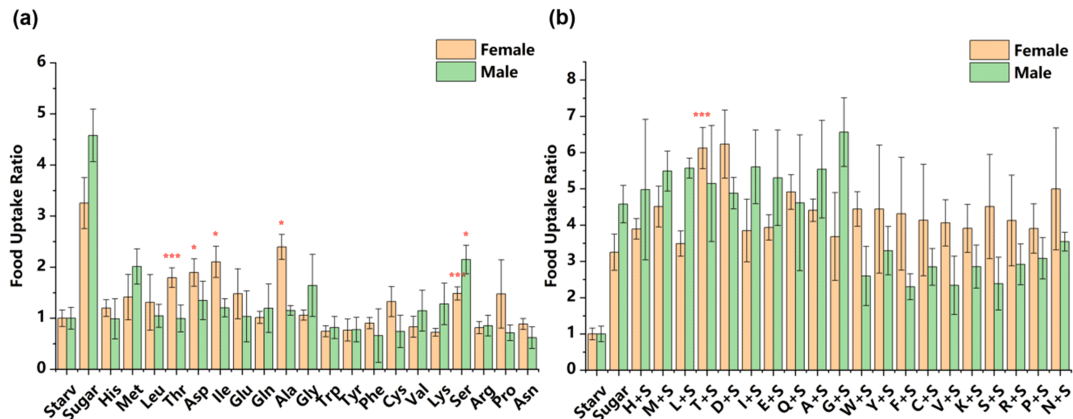 (a)
Female
Male
Food Uptake Ratio
6
5
4
3
2
1
0
***
*
*
*
***
*
Starv Sugar His Met Leu Thr Asp Ile Glu Gln Ala Gly Trp Tyr Phe Cys Val Lys Ser Arg Pro Asn
(b)
Female
Male
Food Uptake Ratio
8
7
6
5
4
3
2
1
0
***
Starv Sugar H+S M+S L+S T+S D+S I+S E+S Q+S A+S G+S W+S Y+S F+S C+S V+S K+S S+S R+S P+S N+S